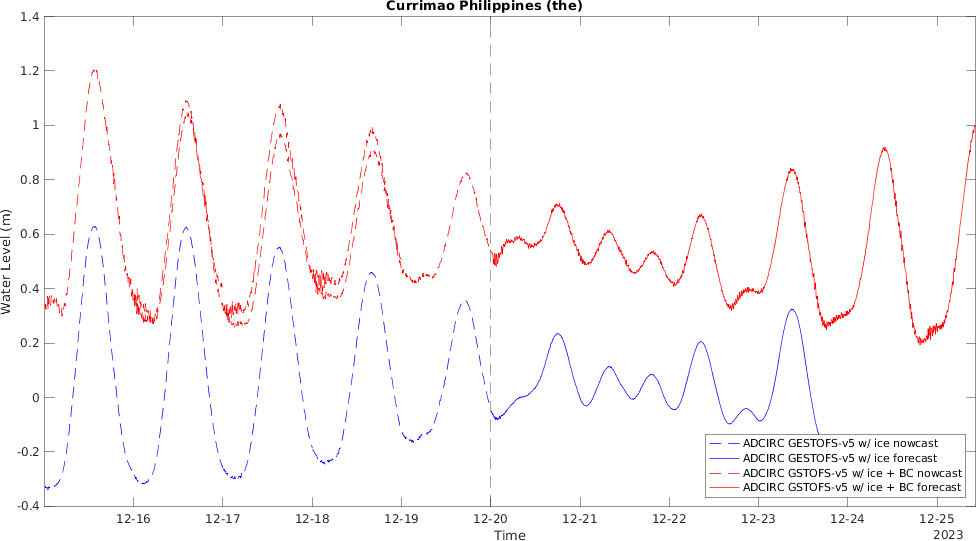 Currimao Philippines (the)
Water Level (m)
1.4
1.2
1
0.8
0.6
0.4
0.2
0
-0.2
-0.4
ADCIRC GESTOFS-v5 w/ ice nowcast
ADCIRC GESTOFS-v5 w/ ice forecast
ADCIRC GSTOFS-v5 w/ ice + BC nowcast
ADCIRC GSTOFS-v5 w/ ice + BC forecast
12-16 12-17 12-18 12-19 12-20 12-21 12-22 12-23 12-24 12-25
Time
2023